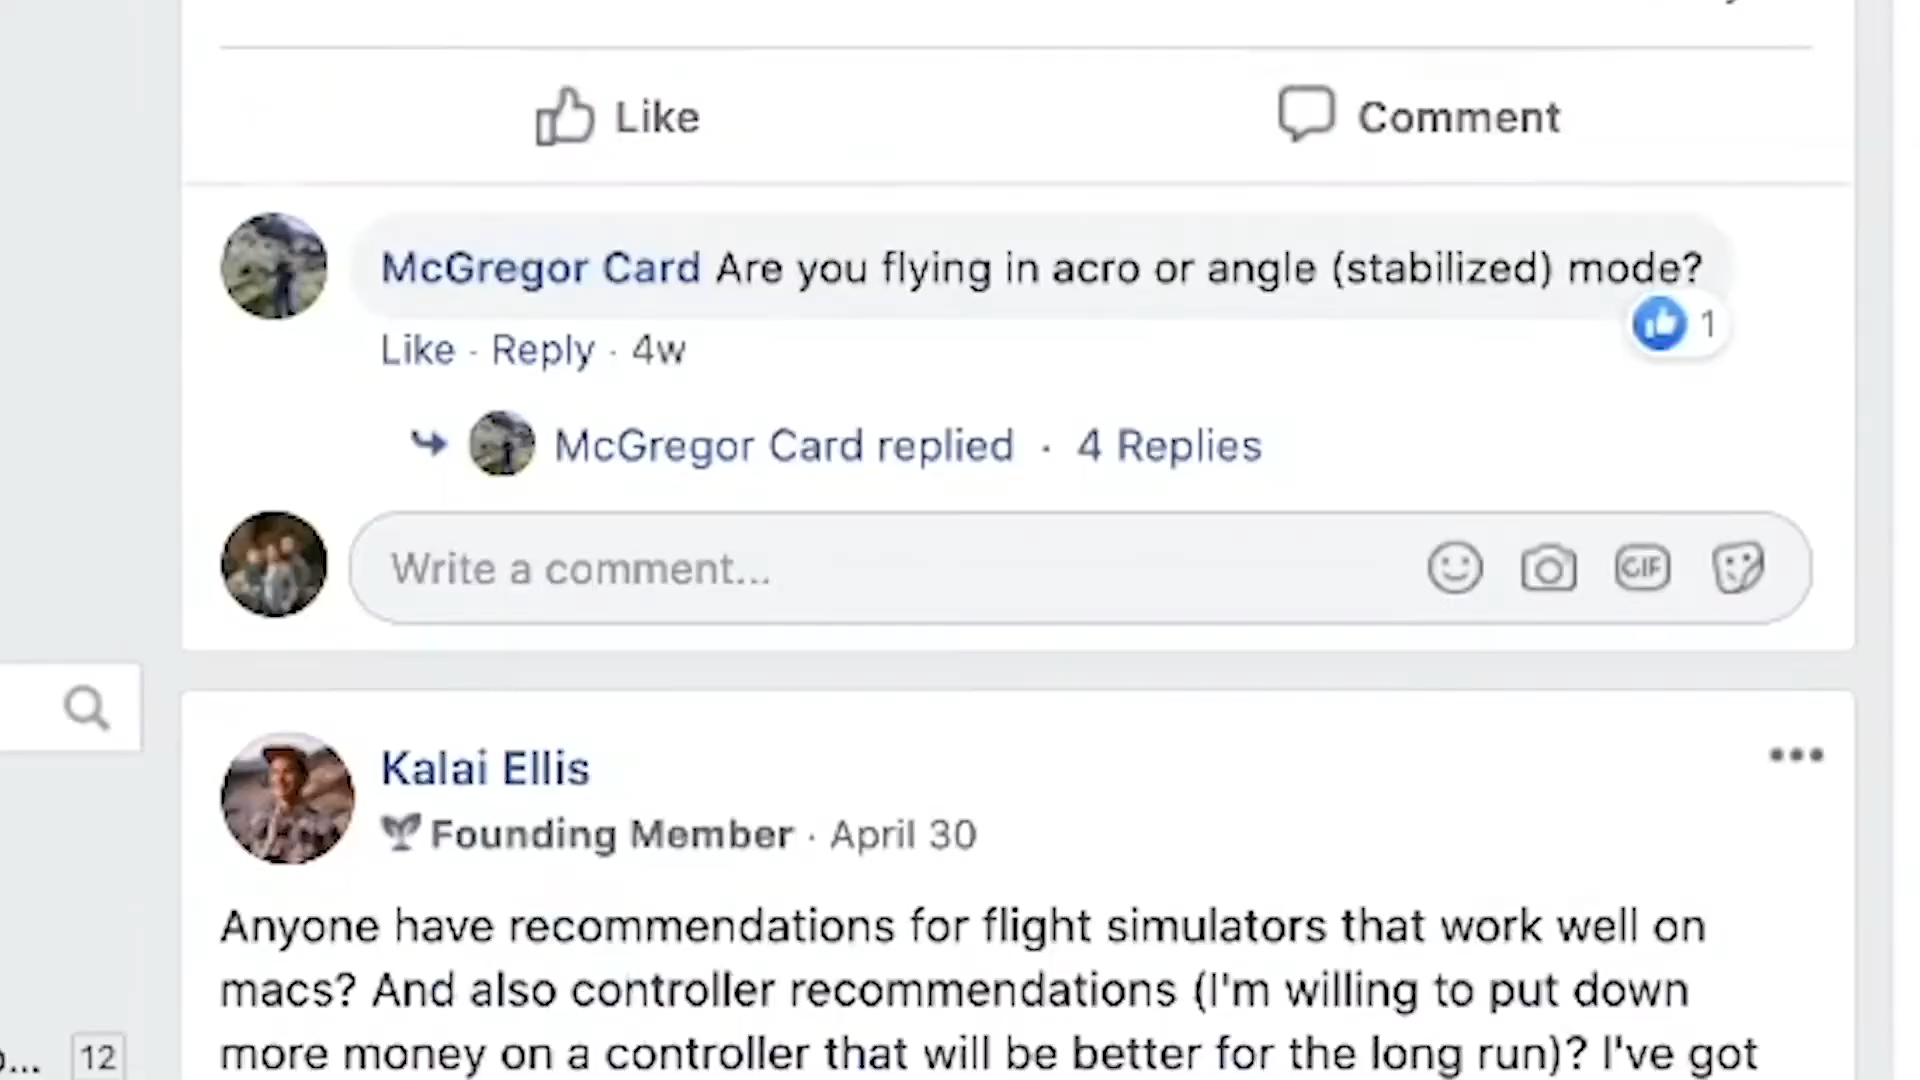 Like
Comment
McGregor Card Are you flying in acro or angle (stabilized) mode?
1
Like · Reply · 4w
McGregor Card replied · 4 Replies
Write a comment...
GIF
Kalai Ellis
Founding Member · April 30
Anyone have recommendations for flight simulators that work well on
macs? And also controller recommendations (I'm willing to put down
more money on a controller that will be better for the long run)? I've got
12